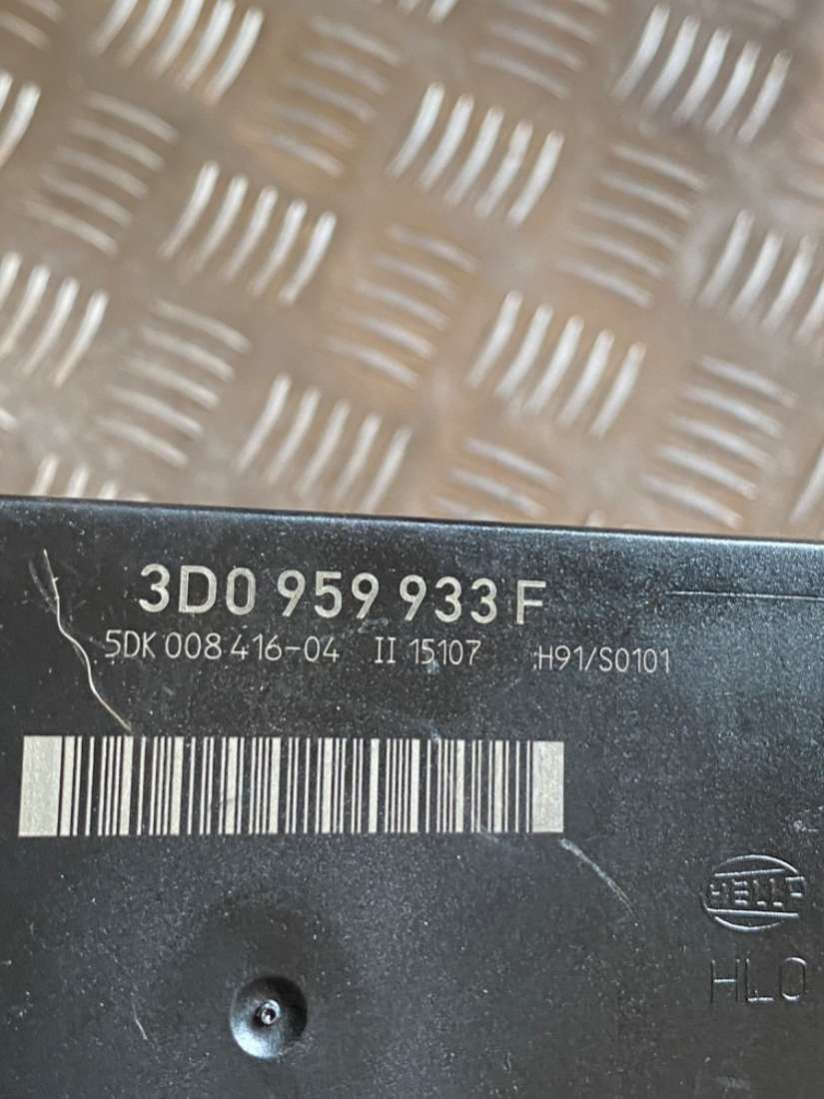 3D0 959 933 F
5DK 008 416-04 II 15107 :H91/S0101
HELLA
HLO